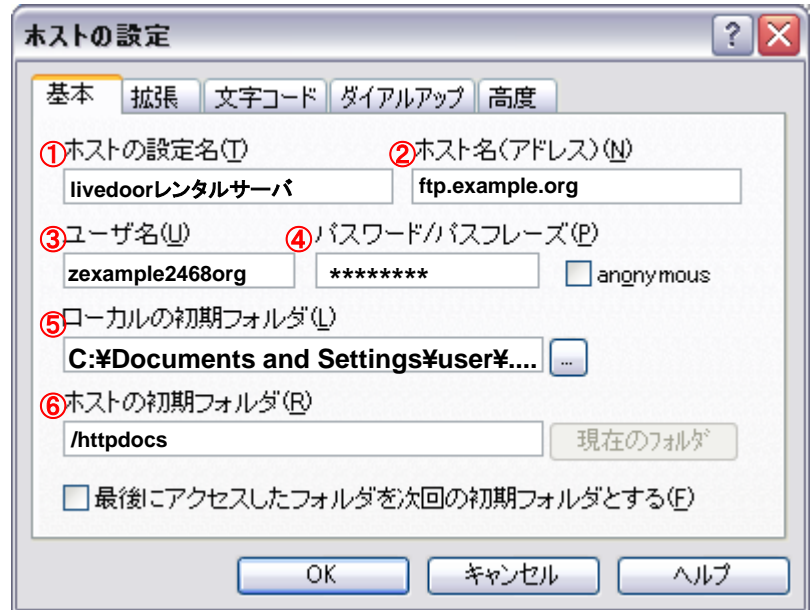 ホストの設定
?
基本 拡張 文字コード ダイアルアップ 高度
①ホストの設定名(T) ②ホスト名(アドレス)(N)
livedoorレンタルサーバ ftp.example.org
③ユーザ名(U) ④パスワード/パスフレーズ(P)
zexample2468org ******** anonymous
⑤ローカルの初期フォルダ(L)
C:¥Documents and Settings¥user¥.... ...
⑥ホストの初期フォルダ(R)
/httpdocs 現在のフォルダ
最後にアクセスしたフォルダを次回の初期フォルダとする(F)
OK キャンセル ヘルプ